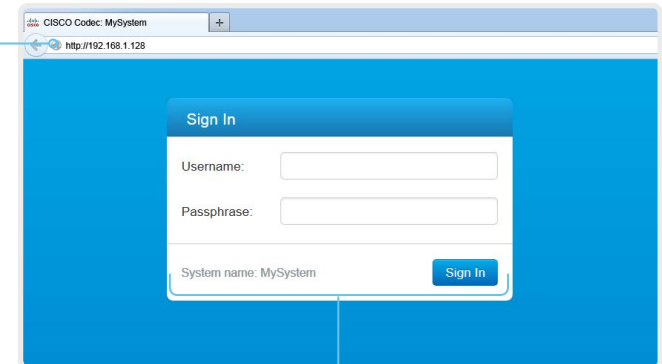 CISCO Codec: MySystem
http://192.168.1.128
Sign In
Username:
Passphrase:
System name: MySystem
Sign In